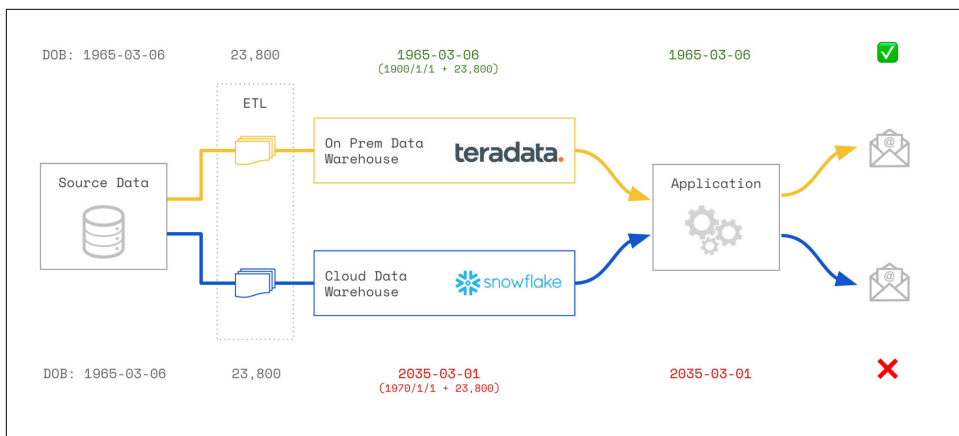 DOB: 1965-03-06 23,800 1965-03-06 1965-03-06
(1900/1/1 + 23,800)
ETL
On Prem Data
Warehouse
teradata.
@
Source Data
Application
Cloud Data
Warehouse
snowflake
@
DOB: 1965-03-06 23,800 2035-03-01 2035-03-01
(1970/1/1 + 23,800)